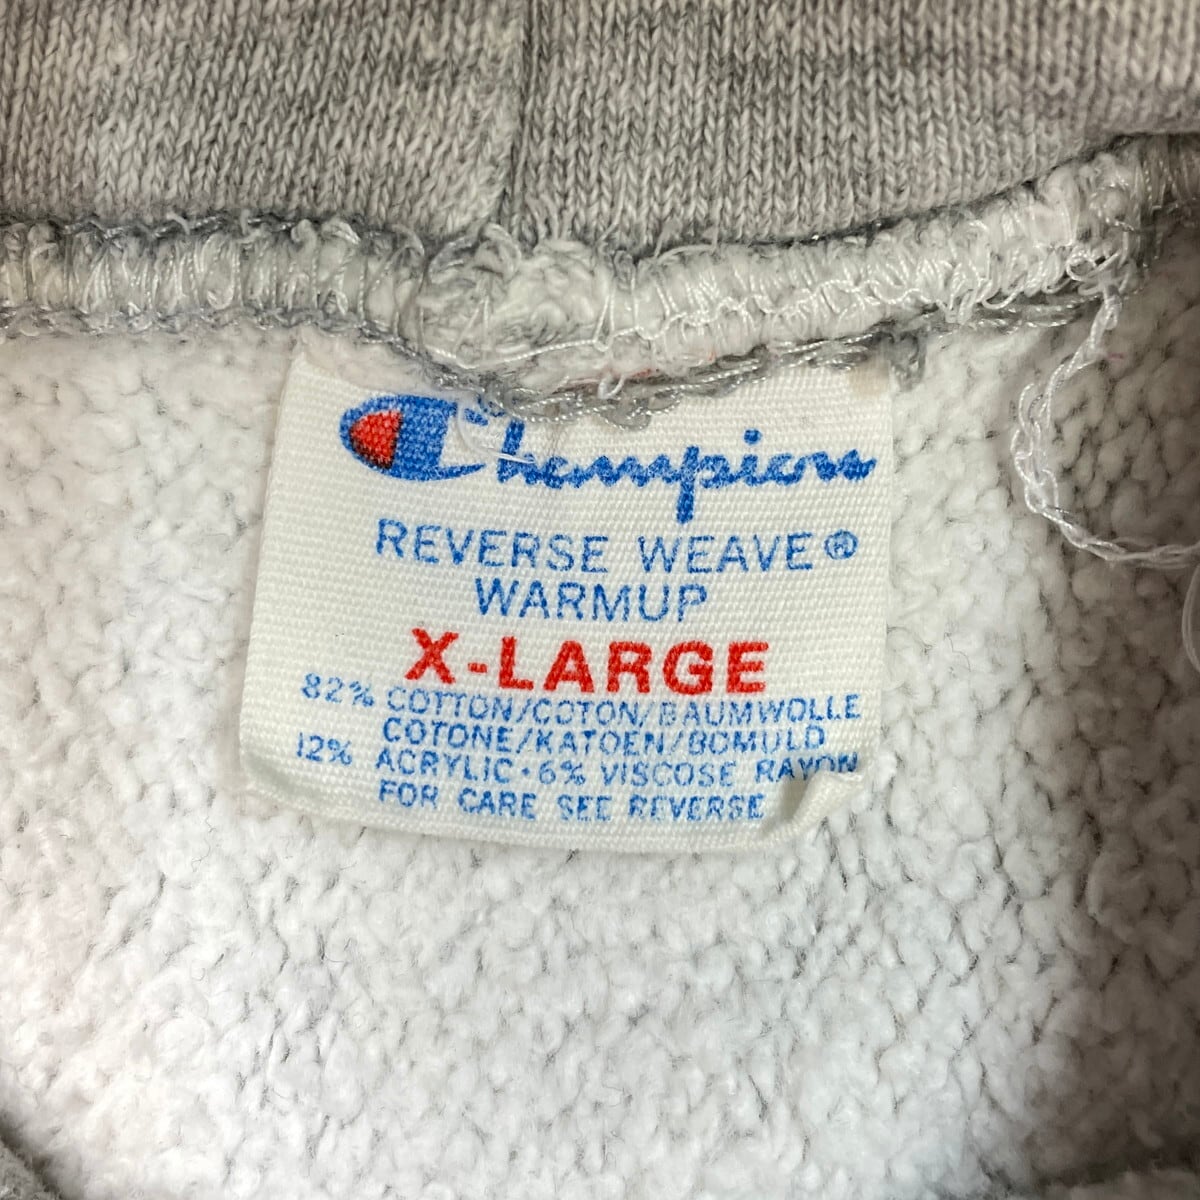 Champion
REVERSE WEAVE®
WARMUP
X-LARGE
82% COTTON/COTON/BAUMWOLLE
COTONE/KATOEN/BOMULD
12% ACRYLIC·6% VISCOSE RAYON
FOR CARE SEE REVERSE